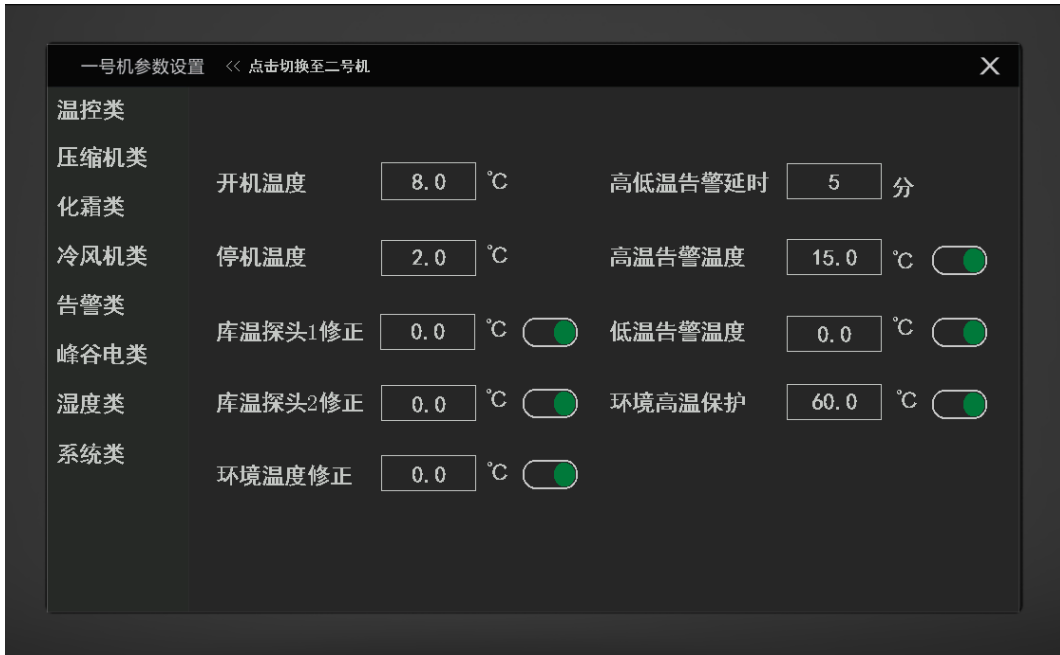 一号机参数设置 << 点击切换至二号机 X
温控类
压缩机类
化霜类
冷风机类
告警类
峰谷电类
湿度类
系统类
开机温度 8.0 ℃
停机温度 2.0 ℃
库温探头1修正 0.0 ℃
库温探头2修正 0.0 ℃
环境温度修正 0.0 ℃
高低温告警延时 5 分
高温告警温度 15.0 ℃
低温告警温度 0.0 ℃
环境高温保护 60.0 ℃